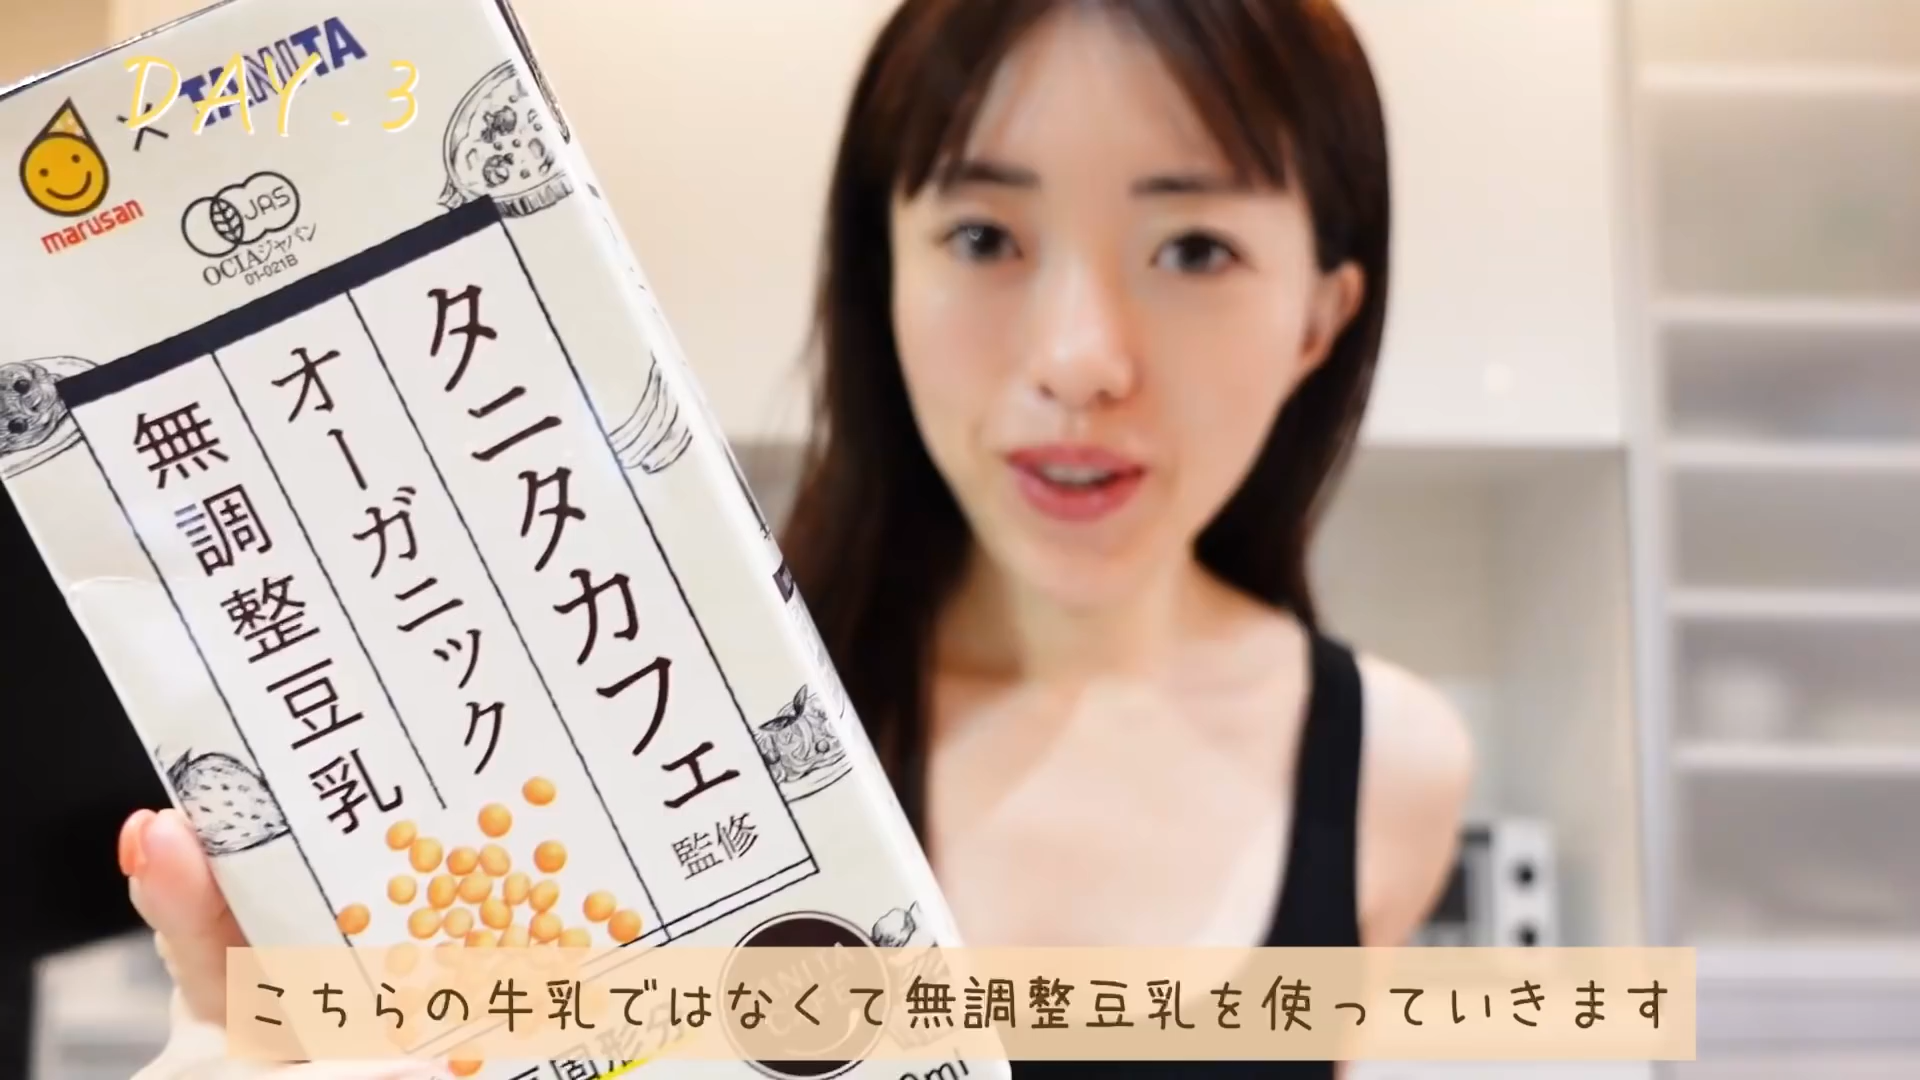 DAY.3
TANITA
marusan
JAS
OCIAジャパン
01-021B
タニタカフェ
監修
オーガニック
無調整豆乳
こちらの牛乳ではなくて無調整豆乳を使っていきます